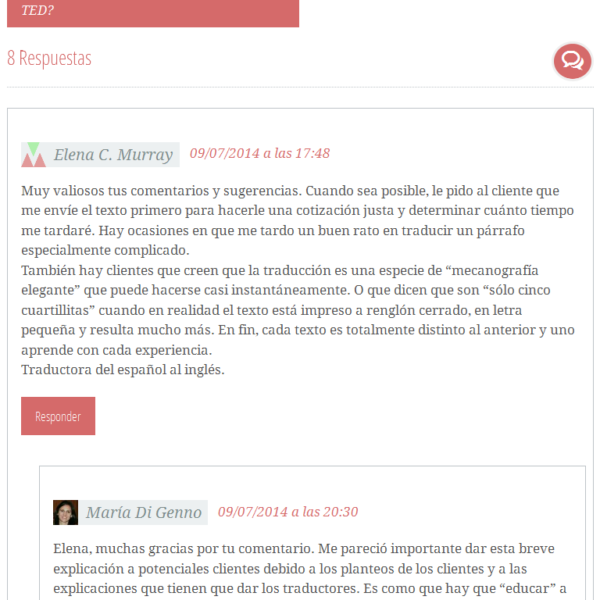 TED?
8 Respuestas
Elena C. Murray 09/07/2014 a las 17:48
Muy valiosos tus comentarios y sugerencias. Cuando sea posible, le pido al cliente que
me envíe el texto primero para hacerle una cotización justa y determinar cuánto tiempo
me tardaré. Hay ocasiones en que me tardo un buen rato en traducir un párrafo
especialmente complicado.
También hay clientes que creen que la traducción es una especie de “mecanografía
elegante” que puede hacerse casi instantáneamente. O que dicen que son “sólo cinco
cuartillitas” cuando en realidad el texto está impreso a renglón cerrado, en letra
pequeña y resulta mucho más. En fin, cada texto es totalmente distinto al anterior y uno
aprende con cada experiencia.
Traductora del español al inglés.
Responder
María Di Genno 09/07/2014 a las 20:30
Elena, muchas gracias por tu comentario. Me pareció importante dar esta breve
explicación a potenciales clientes debido a los planteos de los clientes y a las
explicaciones que tienen que dar los traductores. Es como que hay que “educar” a